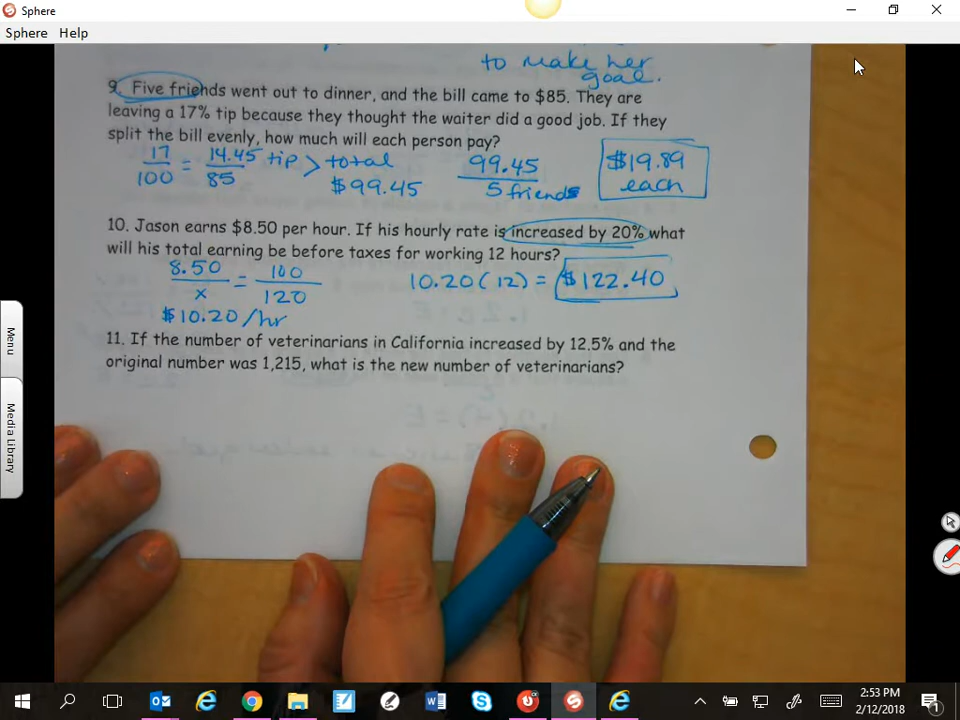 Sphere
Sphere Help
to make her
goal.
9. Five friends went out to dinner, and the bill came to $85. They are
leaving a 17% tip because they thought the waiter did a good job. If they
split the bill evenly, how much will each person pay?
17/100 = 14.45/85 tip > total $99.45
99.45/5 friends
$19.89
each
10. Jason earns $8.50 per hour. If his hourly rate is increased by 20% what
will his total earning be before taxes for working 12 hours?
8.50/x = 100/120
10.20(12) = $122.40
$10.20/hr
11. If the number of veterinarians in California increased by 12.5% and the
original number was 1,215, what is the new number of veterinarians?
Menu
Media Library
2:53 PM
2/12/2018